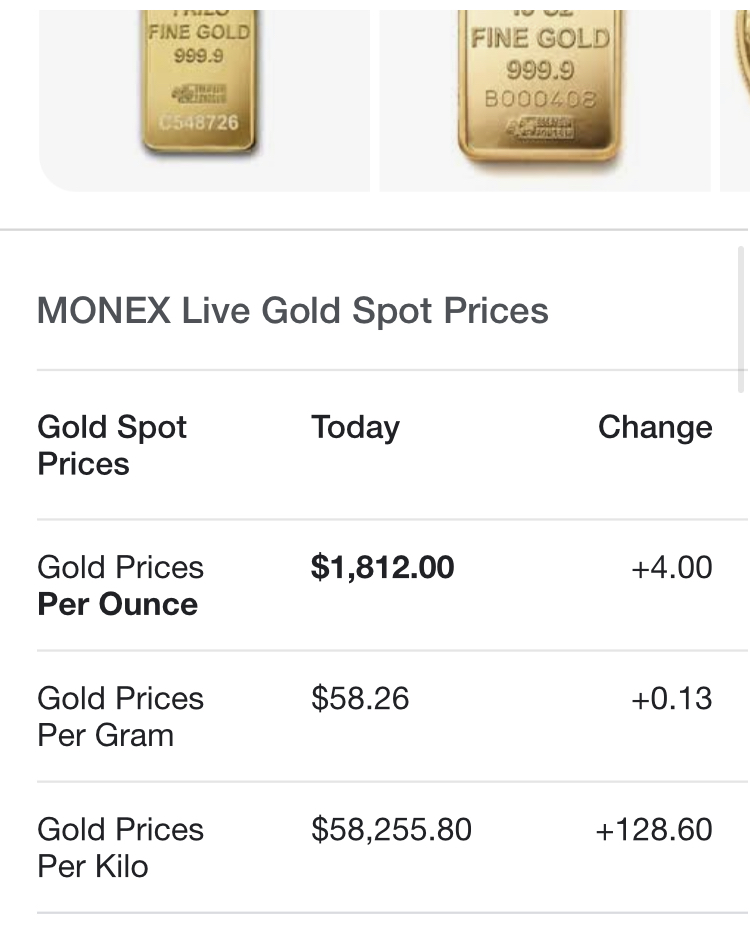 FINE GOLD
999.9
C548726
10 OZ
FINE GOLD
999.9
B000408
MONEX Live Gold Spot Prices
Gold Spot Prices Today Change
Gold Prices Per Ounce $1,812.00 +4.00
Gold Prices Per Gram $58.26 +0.13
Gold Prices Per Kilo $58,255.80 +128.60